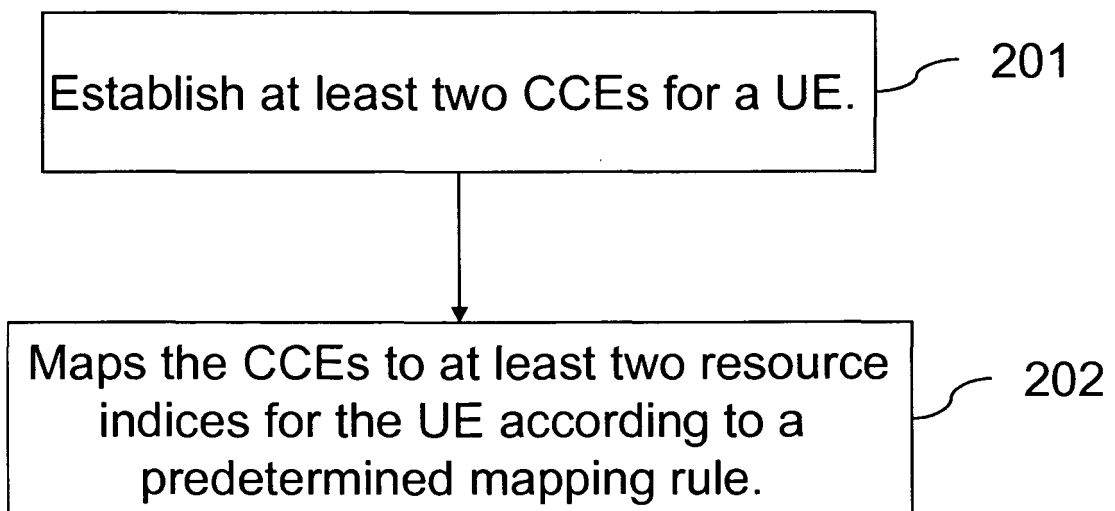 Establish at least two CCEs for a UE.
201
Maps the CCEs to at least two resource
indices for the UE according to a
predetermined mapping rule.
202